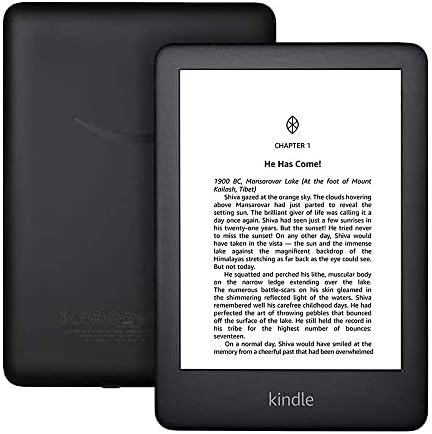 CHAPTER 1
He Has Come!
1900 BC, Mansarovar Lake (At the foot of Mount
Kailash, Tibet)
Shiva gazed at the orange sky. The clouds hovering
above Mansarovar had just parted to reveal the
setting sun. The brilliant giver of life was calling it a
day once again. Shiva had seen just a few sunrises in
his twenty-one years. But the sunset! He tried never
to miss the sunset! On any other day, Shiva would
have taken in the vista — the sun and the immense
lake against the magnificent backdrop of the
Himalayas stretching as far back as the eye could see.
But not today.
He squatted and perched his lithe, muscular body
on the narrow ledge extending over the lake.
The numerous battle-scars on his skin gleamed in
the shimmering reflected light of the waters. Shiva
remembered well his carefree childhood days. He had
perfected the art of throwing pebbles that bounced
off the surface of the lake. He still held the record in
his tribe for the highest number of bounces:
seventeen.
On a normal day, Shiva would have smiled at the
memory from a cheerful past that had been overwhelmed
kindle